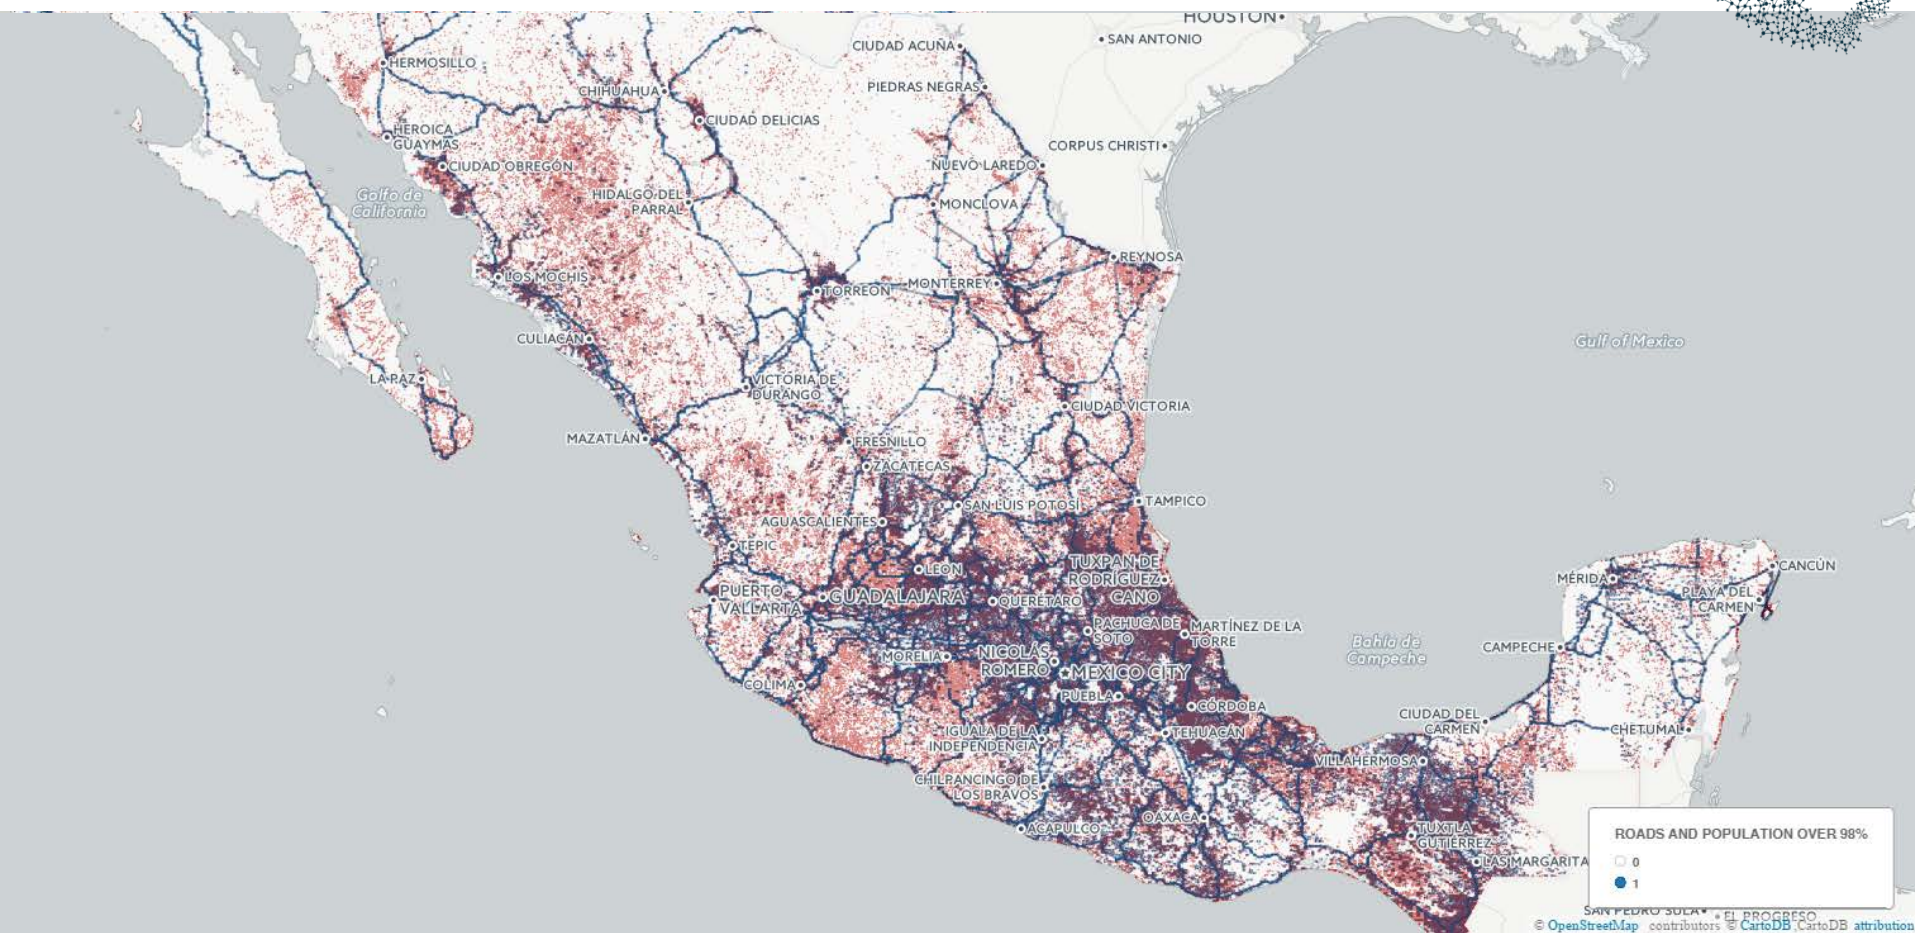 HOUSTON
SAN ANTONIO
CIUDAD ACUÑA
HERMOSILLO
CHIHUAHUA
PIEDRAS NEGRAS
CIUDAD DELICIAS
HEROICA
GUAYMAS
CORPUS CHRISTI
CIUDAD OBREGÓN
NUEVO LAREDO
Golfo de
California
HIDALGO DEL
PARRAL
MONCLOVA
REYNOSA
LOS MOCHIS
TORREÓN
MONTERREY
CULIACÁN
Gulf of Mexico
LA PAZ
VICTORIA DE
DURANGO
CIUDAD VICTORIA
MAZATLÁN
FRESNILLO
ZACATECAS
SAN LUIS POTOSÍ
TAMPICO
AGUASCALIENTES
TEPIC
LEÓN
TUXPAN DE
RODRÍGUEZ
CANO
CANCÚN
MÉRIDA
PUERTO
VALLARTA
GUADALAJARA
QUERÉTARO
PLAYA DEL
CARMEN
PACHUCA DE
SOTO
MARTÍNEZ DE LA
TORRE
Bahía de
Campeche
CAMPECHE
MORELIA
NICOLÁS
ROMERO
MEXICO CITY
COLIMA
PUEBLA
CÓRDOBA
CIUDAD DEL
CARMEN
IGUALA DE LA
INDEPENDENCIA
TEHUACÁN
CHETUMAL
VILLAHERMOSA
CHILPANCINGO DE
LOS BRAVOS
ACAPULCO
OAXACA
TUXTLA
GUTIÉRREZ
LAS MARGARITA
ROADS AND POPULATION OVER 98%
0
1
SAN PEDRO SULA
EL PROGRESO
© OpenStreetMap contributors © CartoDB, CartoDB attribution